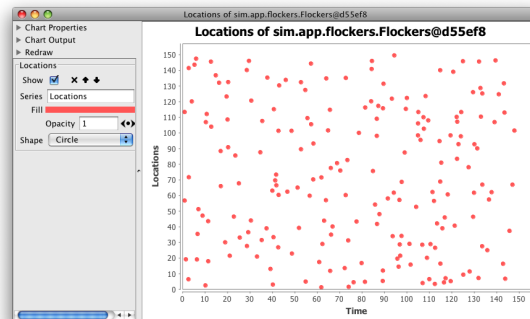 Locations of sim.app.flockers.Flockers@d55ef8
Chart Properties
Chart Output
Redraw
Locations
Show
Series Locations
Fill
Opacity 1
Shape Circle
Locations of sim.app.flockers.Flockers@d55ef8
150
140
130
120
110
100
90
80
70
60
50
40
30
20
10
0
Locations
0 10 20 30 40 50 60 70 80 90 100 110 120 130 140 150
Time